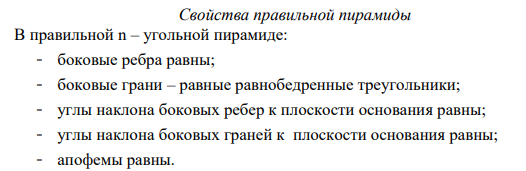 Свойства правильной пирамиды
В правильной n – угольной пирамиде:
- боковые ребра равны;
- боковые грани – равные равнобедренные треугольники;
- углы наклона боковых ребер к плоскости основания равны;
- углы наклона боковых граней к плоскости основания равны;
- апофемы равны.